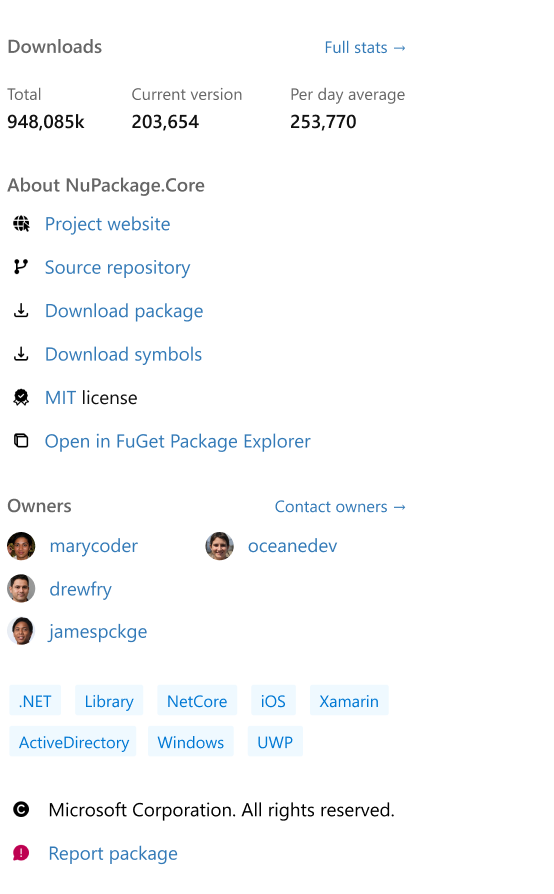 Downloads Full stats →
Total Current version Per day average
948,085k 203,654 253,770
About NuPackage.Core
Project website
Source repository
Download package
Download symbols
MIT license
Open in FuGet Package Explorer
Owners Contact owners →
marycoder oceanedev
drewfry
jamespckge
.NET Library NetCore iOS Xamarin
ActiveDirectory Windows UWP
Microsoft Corporation. All rights reserved.
Report package